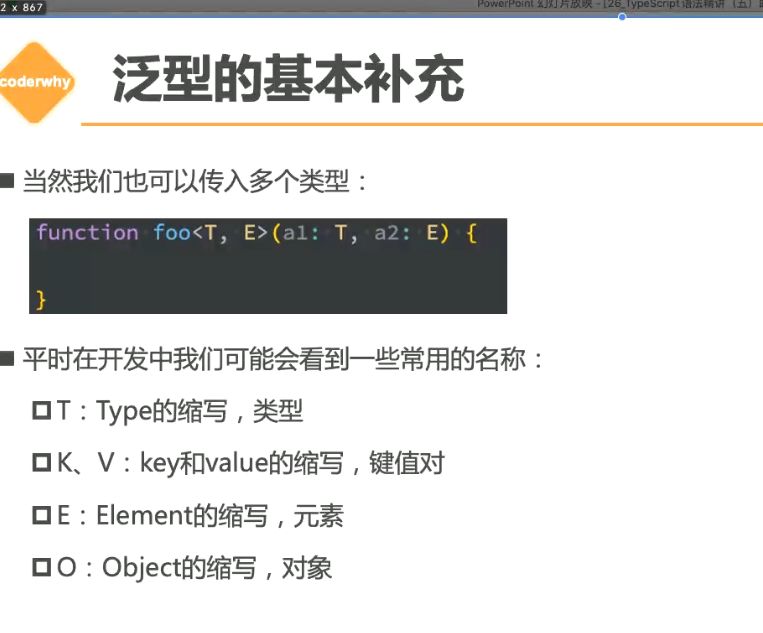 2 x 867
PowerPoint 幻灯片放映 - [26_TypeScript语法精讲（五）
coderwhy
泛型的基本补充
当然我们也可以传入多个类型：
function foo<T, E>(a1: T, a2: E) {
}
平时在开发中我们可能会看到一些常用的名称：
T：Type的缩写，类型
K、V：key和value的缩写，键值对
E：Element的缩写，元素
O：Object的缩写，对象